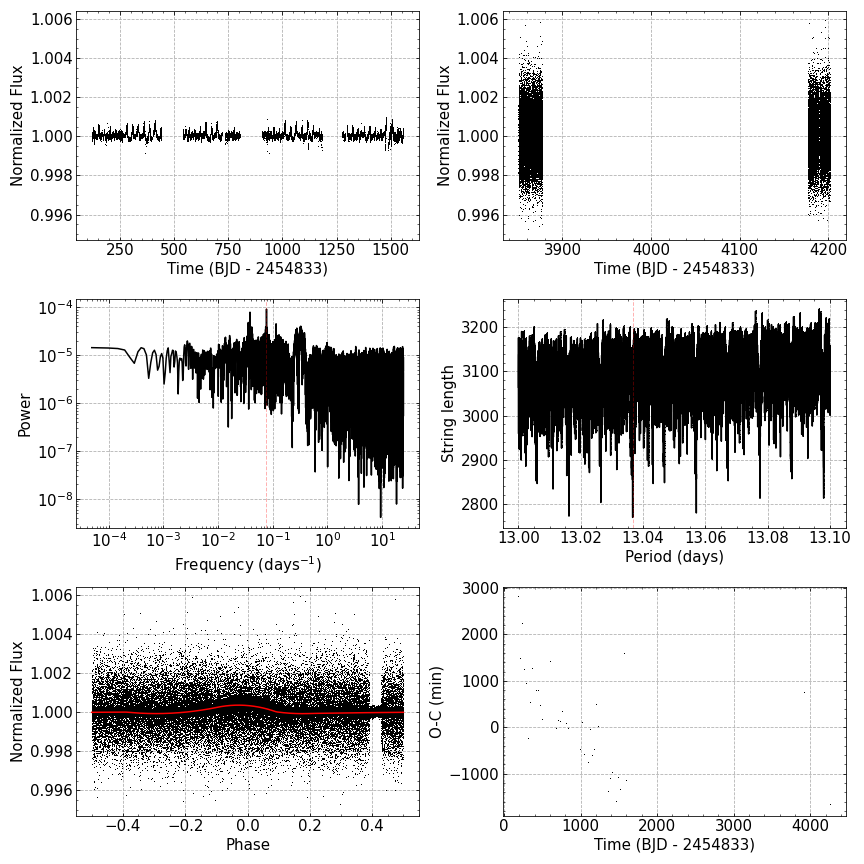 1.006
1.004
1.002
1.000
0.998
0.996
Normalized Flux
250 500 750 1000 1250 1500
Time (BJD - 2454833)
1.006
1.004
1.002
1.000
0.998
0.996
Normalized Flux
3900 4000 4100 4200
Time (BJD - 2454833)
10⁻⁴
10⁻⁵
10⁻⁶
10⁻⁷
10⁻⁸
Power
10⁻⁴ 10⁻³ 10⁻² 10⁻¹ 10⁰ 10¹
Frequency (days⁻¹)
3200
3100
3000
2900
2800
String length
13.00 13.02 13.04 13.06 13.08 13.10
Period (days)
1.006
1.004
1.002
1.000
0.998
0.996
Normalized Flux
−0.4 −0.2 0.0 0.2 0.4
Phase
3000
2000
1000
0
−1000
O-C (min)
0 1000 2000 3000 4000
Time (BJD - 2454833)